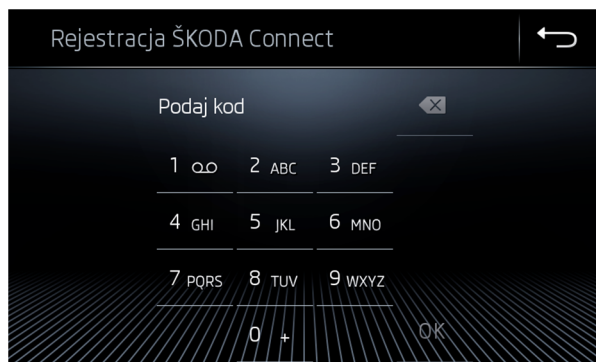 Rejestracja ŠKODA Connect
Podaj kod
1 2 ABC 3 DEF
4 GHI 5 JKL 6 MNO
7 PQRS 8 TUV 9 WXYZ
0 + OK